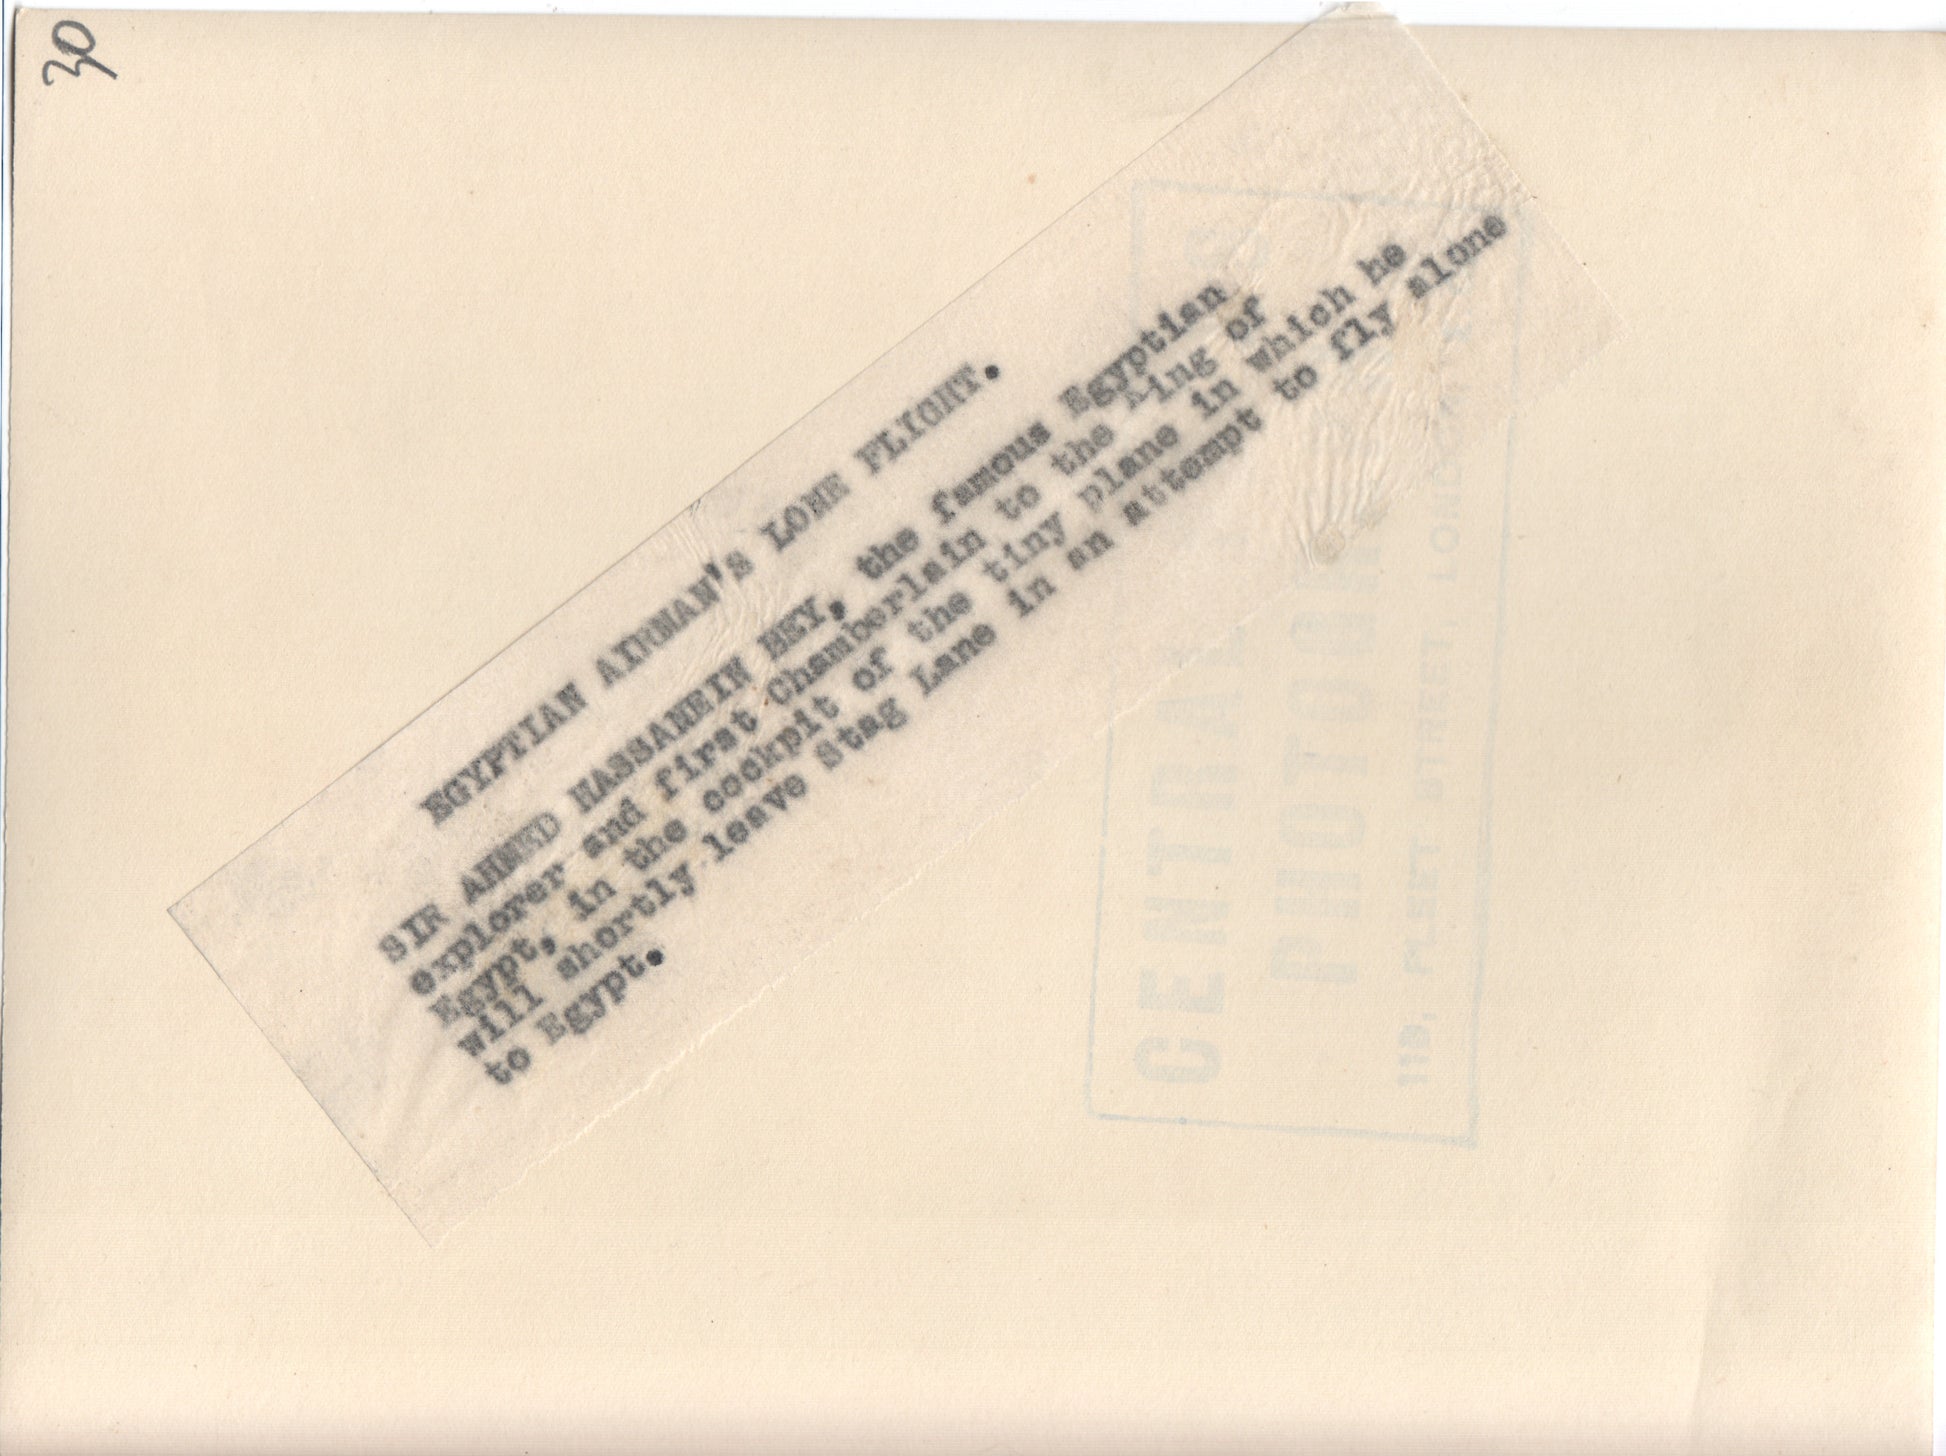 30
EGYPTIAN AIRMAN'S LONE FLIGHT.
SIR AHMED HASSANEIN BEY, the famous Egyptian
explorer and first Chamberlain to the King of
Egypt, in the cockpit of the tiny plane in which he
will shortly leave Stag Lane in an attempt to fly alone
to Egypt.
CENTRAL
PHOTO
FLEET STREET, LONDON